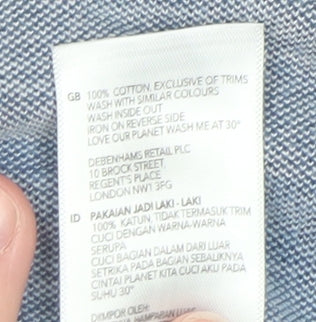 GB 100% COTTON, EXCLUSIVE OF TRIMS
WASH WITH SIMILAR COLOURS
WASH INSIDE OUT
IRON ON REVERSE SIDE
LOVE OUR PLANET WASH ME AT 30°
DEBENHAMS RETAIL PLC
10 BROCK STREET,
REGENT'S PLACE
LONDON NW1 3FG
ID PAKAIAN JADI LAKI - LAKI
100% KATUN, TIDAK TERMASUK TRIM
CUCI DENGAN WARNA-WARNA
SERUPA
CUCI BAGIAN DALAM DARI LUAR
SETRIKA PADA BAGIAN SEBALIKNYA
CINTAI PLANET KITA CUCI AKU PADA
SUHU 30°
DIIMPOR OLEH: